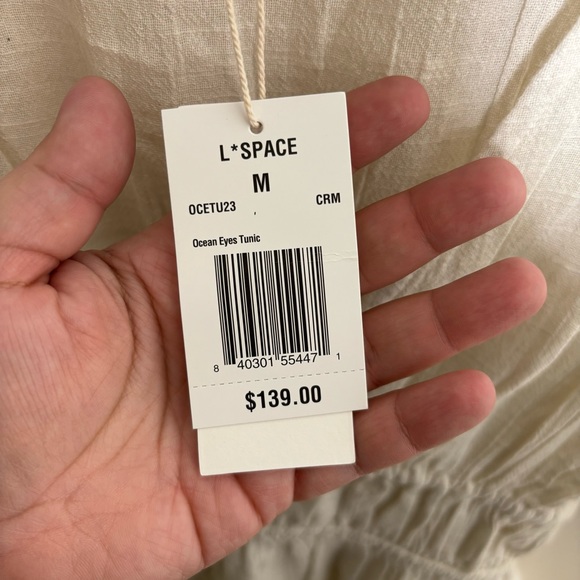 L*SPACE
M
OCETU23 CRM
Ocean Eyes Tunic
8 40301 55447 1
$139.00